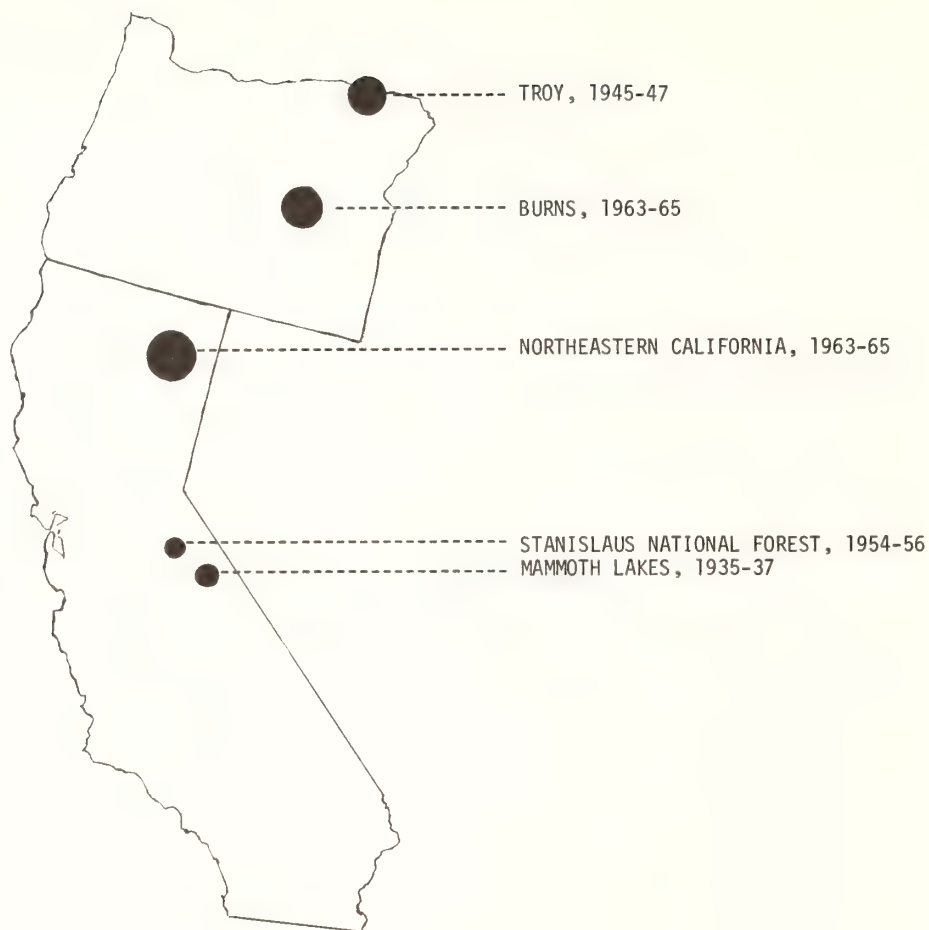 TROY, 1945-47
BURNS, 1963-65
NORTHEASTERN CALIFORNIA, 1963-65
STANISLAUS NATIONAL FOREST, 1954-56
MAMMOTH LAKES, 1935-37